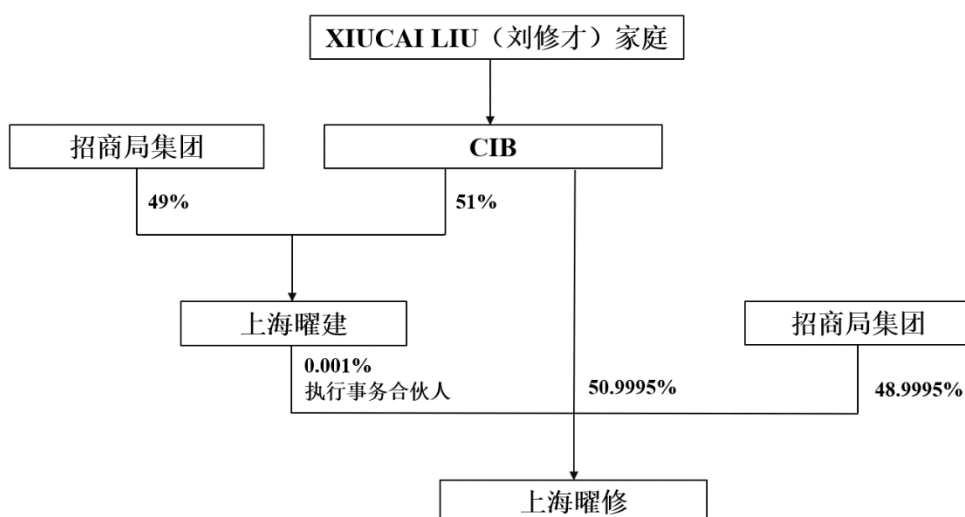 XIUCAI LIU（刘修才）家庭
招商局集团
CIB
49%
51%
上海曜建
招商局集团
0.001%
执行事务合伙人
50.9995%
48.9995%
上海曜修